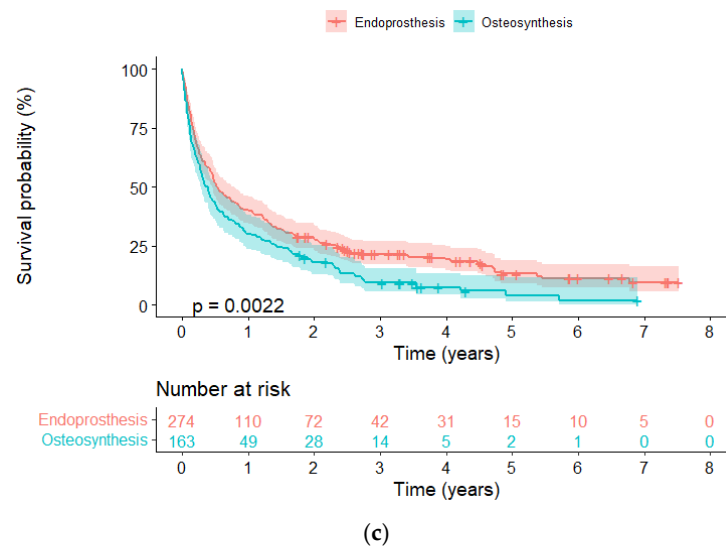 Endoprosthesis Osteosynthesis
Survival probability (%)
100
75
50
25
0
p = 0.0022
0 1 2 3 4 5 6 7 8
Time (years)
Number at risk
Endoprosthesis 274 110 72 42 31 15 10 5 0
Osteosynthesis 163 49 28 14 5 2 1 0 0
0 1 2 3 4 5 6 7 8
Time (years)
(c)